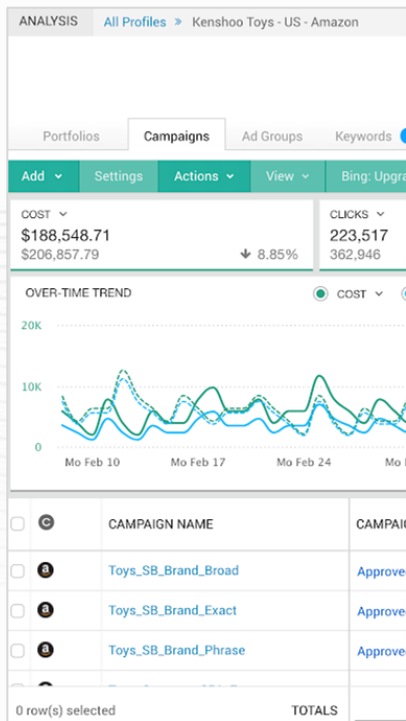 ANALYSIS All Profiles » Kenshoo Toys - US - Amazon
Portfolios Campaigns Ad Groups Keywords
Add Settings Actions View Bing: Upgra
COST CLICKS
$188,548.71 223,517
$206,857.79 8.85% 362,946
OVER-TIME TREND COST
20K
10K
0
Mo Feb 10 Mo Feb 17 Mo Feb 24 Mo
C CAMPAIGN NAME CAMPAIG
a Toys_SB_Brand_Broad Approve
a Toys_SB_Brand_Exact Approve
a Toys_SB_Brand_Phrase Approve
0 row(s) selected TOTALS